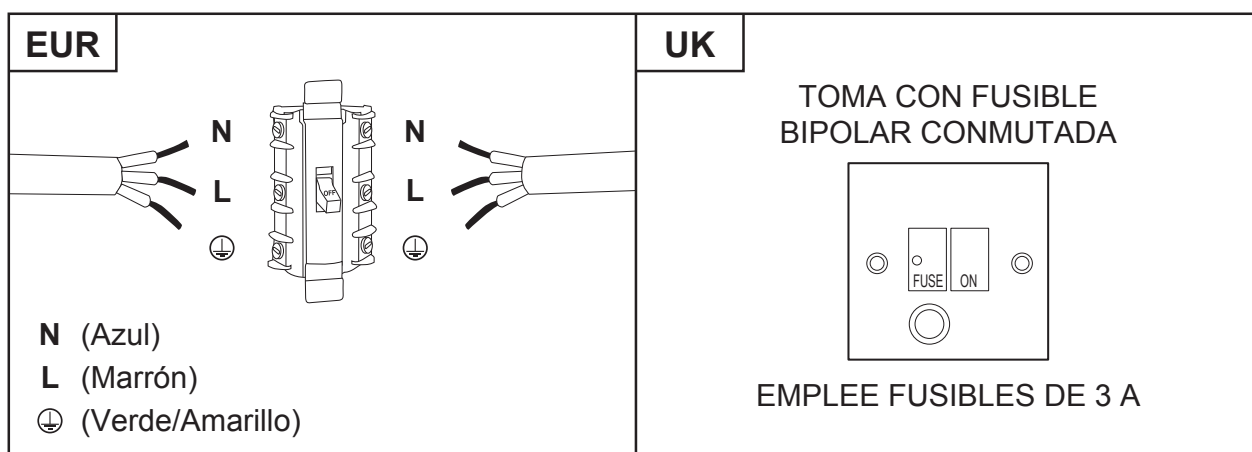 EUR
N
L
OFF
N
L
N (Azul)
L (Marrón)
(Verde/Amarillo)
UK
TOMA CON FUSIBLE
BIPOLAR CONMUTADA
FUSE ON
EMPLEE FUSIBLES DE 3 A